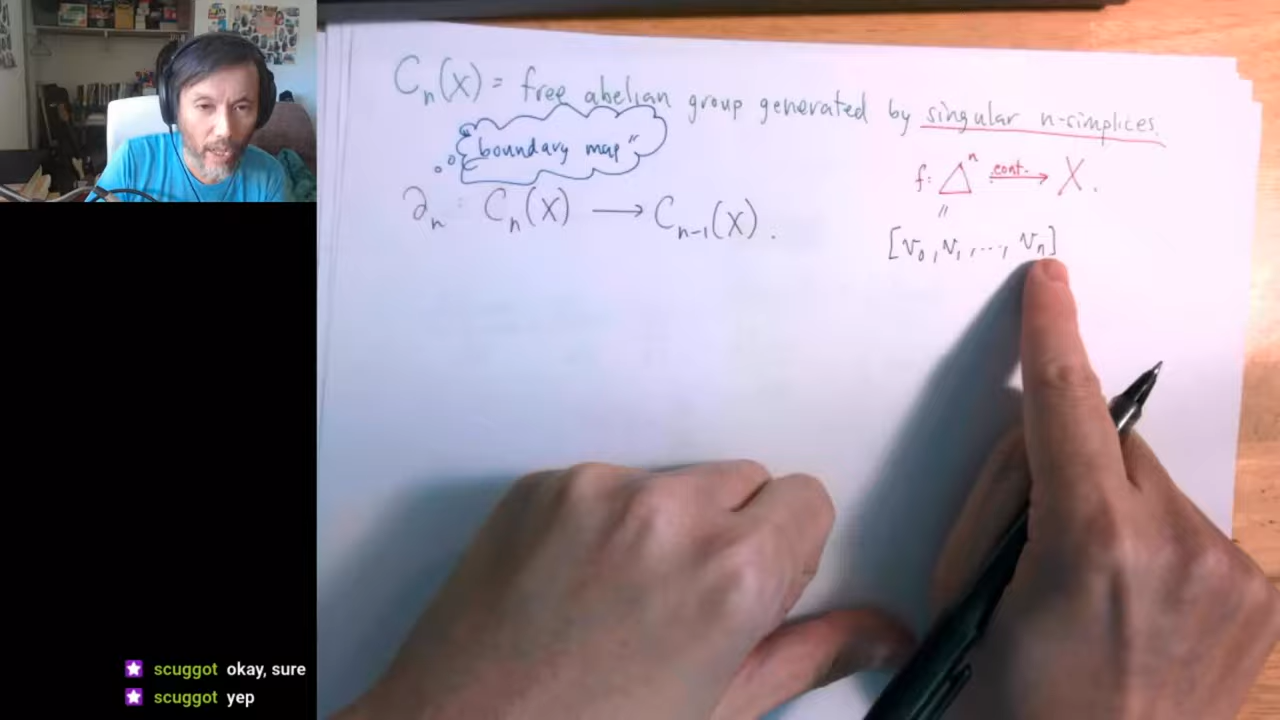 Cₙ(X) = free abelian group generated by singular n-simplices.
"boundary map"
f: Δⁿ cont. → X.
∂ₙ : Cₙ(X) → Cₙ₋₁(X).
=
[v₀, v₁, ..., vₙ]
scuggot okay, sure
scuggot yep